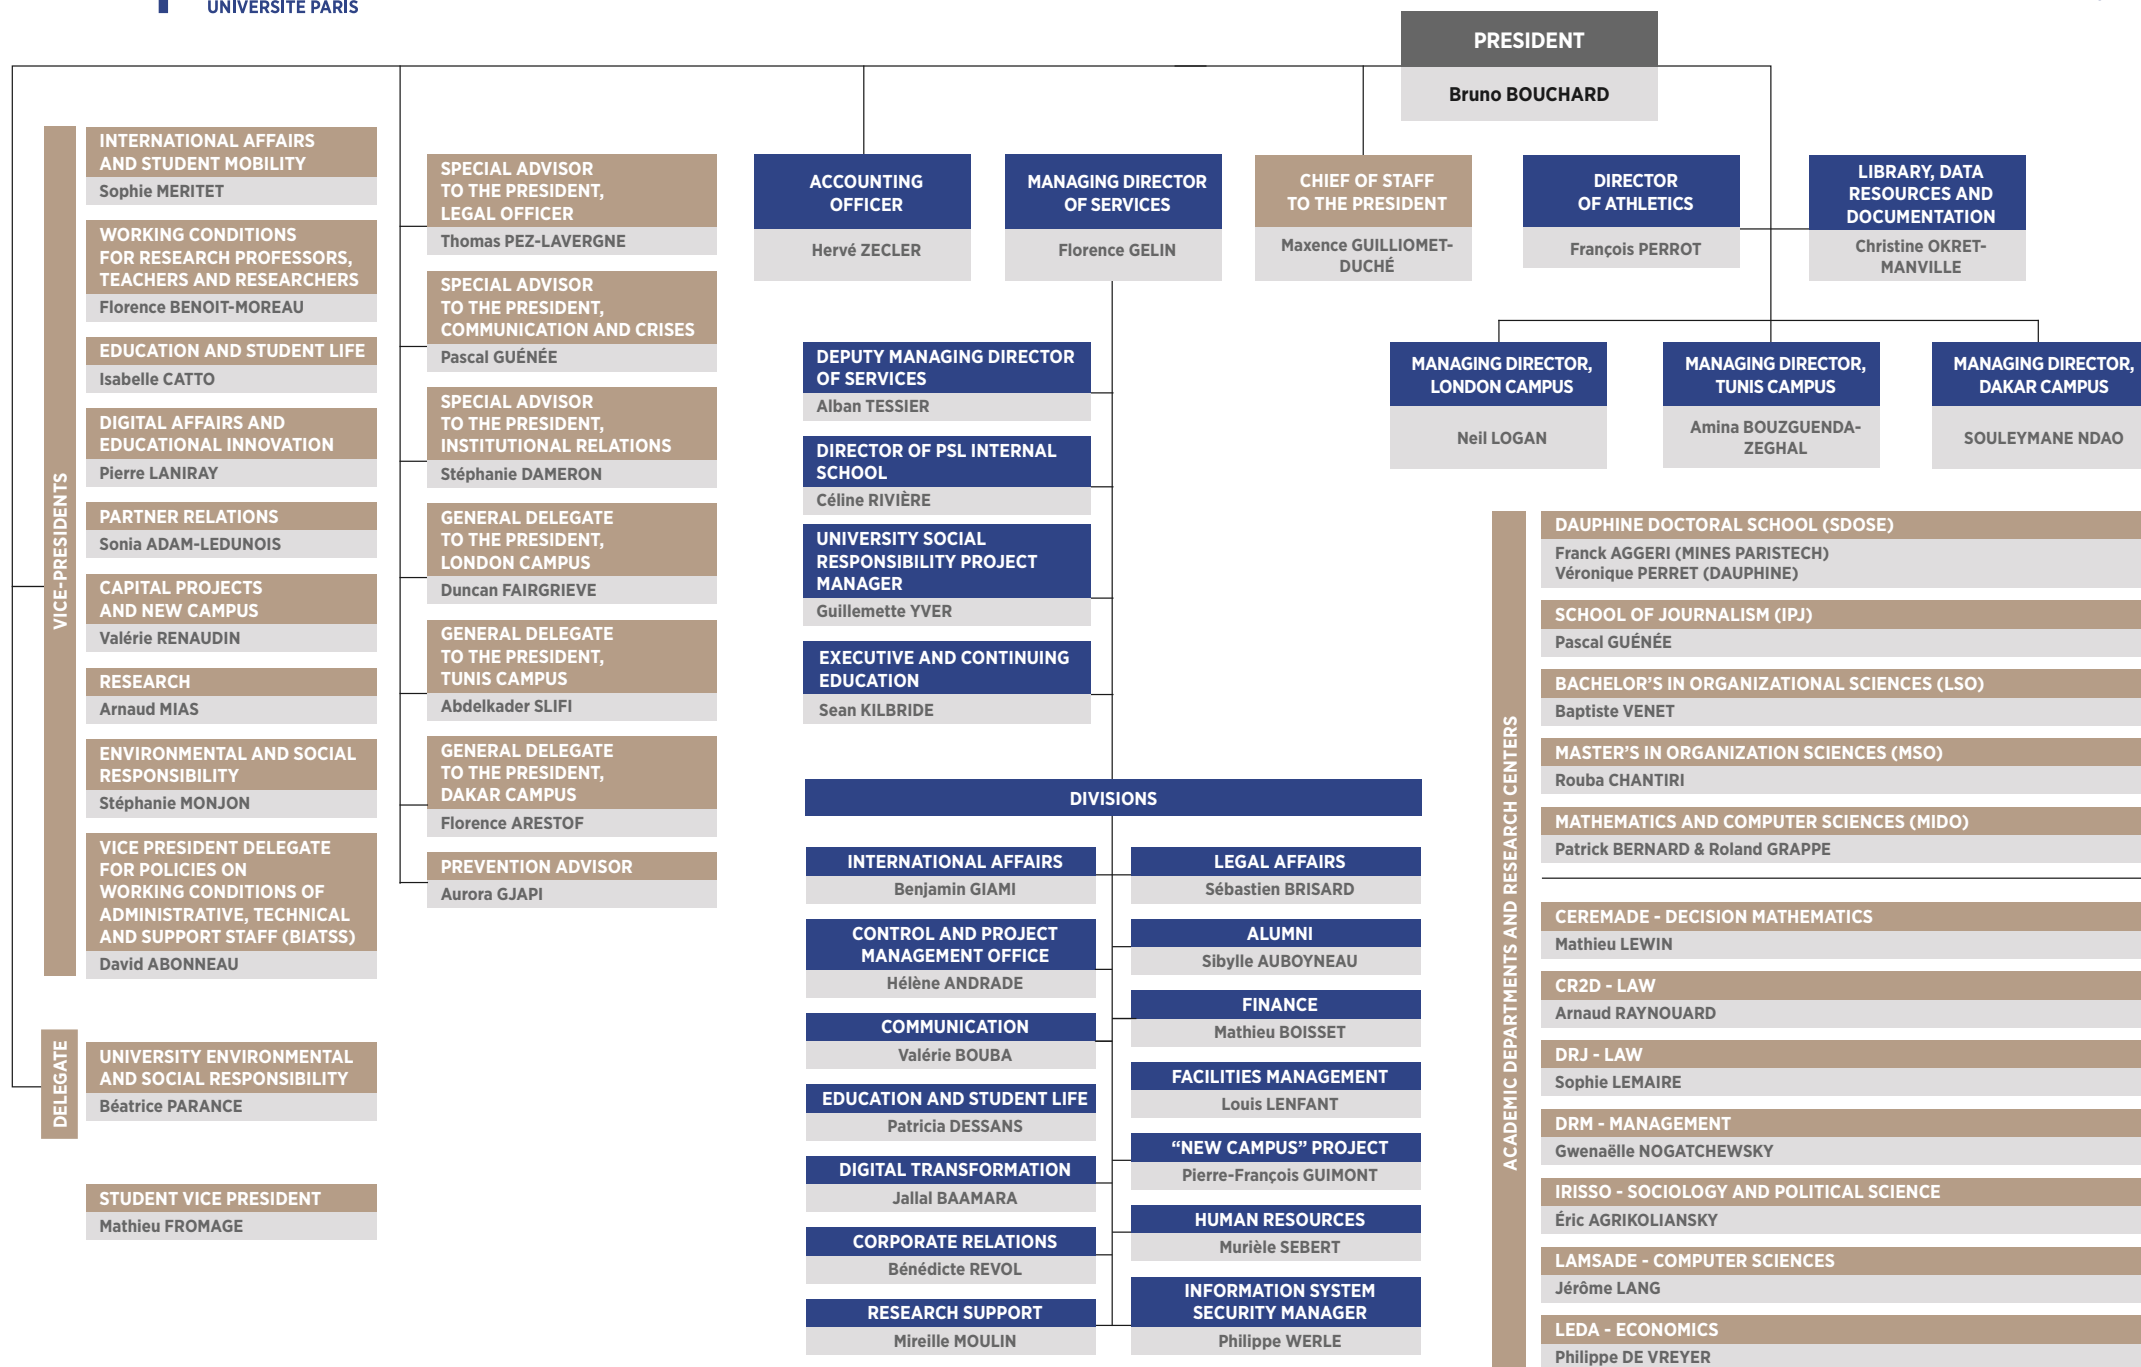 UNIVERSITÉ PARIS
PRESIDENT
Bruno BOUCHARD
VICE-PRESIDENTS
INTERNATIONAL AFFAIRS
AND STUDENT MOBILITY
Sophie MERITET
WORKING CONDITIONS
FOR RESEARCH PROFESSORS,
TEACHERS AND RESEARCHERS
Florence BENOIT-MOREAU
EDUCATION AND STUDENT LIFE
Isabelle CATTO
DIGITAL AFFAIRS AND
EDUCATIONAL INNOVATION
Pierre LANIRAY
PARTNER RELATIONS
Sonia ADAM-LEDUNOIS
CAPITAL PROJECTS
AND NEW CAMPUS
Valérie RENAUDIN
RESEARCH
Arnaud MIAS
ENVIRONMENTAL AND SOCIAL
RESPONSIBILITY
Stéphanie MONJON
VICE PRESIDENT DELEGATE
FOR POLICIES ON
WORKING CONDITIONS OF
ADMINISTRATIVE, TECHNICAL
AND SUPPORT STAFF (BIATSS)
David ABONNEAU
DELEGATE
UNIVERSITY ENVIRONMENTAL
AND SOCIAL RESPONSIBILITY
Béatrice PARANCE
STUDENT VICE PRESIDENT
Mathieu FROMAGE
SPECIAL ADVISOR
TO THE PRESIDENT,
LEGAL OFFICER
Thomas PEZ-LAVERGNE
SPECIAL ADVISOR
TO THE PRESIDENT,
COMMUNICATION AND CRISES
Pascal GUÉNÉE
SPECIAL ADVISOR
TO THE PRESIDENT,
INSTITUTIONAL RELATIONS
Stéphanie DAMERON
GENERAL DELEGATE
TO THE PRESIDENT,
LONDON CAMPUS
Duncan FAIRGRIEVE
GENERAL DELEGATE
TO THE PRESIDENT,
TUNIS CAMPUS
Abdelkader SLIFI
GENERAL DELEGATE
TO THE PRESIDENT,
DAKAR CAMPUS
Florence ARESTOF
PREVENTION ADVISOR
Aurora GJAPI
ACCOUNTING
OFFICER
Hervé ZECLER
MANAGING DIRECTOR
OF SERVICES
Florence GELIN
CHIEF OF STAFF
TO THE PRESIDENT
Maxence GUILLIOMET-
DUCHÉ
DIRECTOR
OF ATHLETICS
François PERROT
LIBRARY, DATA
RESOURCES AND
DOCUMENTATION
Christine OKRET-
MANVILLE
DEPUTY MANAGING DIRECTOR
OF SERVICES
Alban TESSIER
DIRECTOR OF PSL INTERNAL
SCHOOL
Céline RIVIÈRE
UNIVERSITY SOCIAL
RESPONSIBILITY PROJECT
MANAGER
Guillemette YVER
EXECUTIVE AND CONTINUING
EDUCATION
Sean KILBRIDE
DIVISIONS
INTERNATIONAL AFFAIRS
Benjamin GIAMI
CONTROL AND PROJECT
MANAGEMENT OFFICE
Hélène ANDRADE
COMMUNICATION
Valérie BOUBA
EDUCATION AND STUDENT LIFE
Patricia DESSANS
DIGITAL TRANSFORMATION
Jallal BAAMARA
CORPORATE RELATIONS
Bénédicte REVOL
RESEARCH SUPPORT
Mireille MOULIN
LEGAL AFFAIRS
Sébastien BRISARD
ALUMNI
Sibylle AUBOYNEAU
FINANCE
Mathieu BOISSET
FACILITIES MANAGEMENT
Louis LENFANT
“NEW CAMPUS” PROJECT
Pierre-François GUIMONT
HUMAN RESOURCES
Murièle SEBERT
INFORMATION SYSTEM
SECURITY MANAGER
Philippe WERLE
MANAGING DIRECTOR,
LONDON CAMPUS
Neil LOGAN
MANAGING DIRECTOR,
TUNIS CAMPUS
Amina BOUZGUENDA-
ZEGHAL
MANAGING DIRECTOR,
DAKAR CAMPUS
SOULEYMANE NDAO
ACADEMIC DEPARTMENTS AND RESEARCH CENTERS
DAUPHINE DOCTORAL SCHOOL (SDOSE)
Franck AGGERI (MINES PARISTECH)
Véronique PERRET (DAUPHINE)
SCHOOL OF JOURNALISM (IPJ)
Pascal GUÉNÉE
BACHELOR’S IN ORGANIZATIONAL SCIENCES (LSO)
Baptiste VENET
MASTER’S IN ORGANIZATION SCIENCES (MSO)
Rouba CHANTIRI
MATHEMATICS AND COMPUTER SCIENCES (MIDO)
Patrick BERNARD & Roland GRAPPE
CEREMADE - DECISION MATHEMATICS
Mathieu LEWIN
CR2D - LAW
Arnaud RAYNOUARD
DRJ - LAW
Sophie LEMAIRE
DRM - MANAGEMENT
Gwenaëlle NOGATCHEWSKY
IRISSO - SOCIOLOGY AND POLITICAL SCIENCE
Éric AGRIKOLIANSKY
LAMSADE - COMPUTER SCIENCES
Jérôme LANG
LEDA - ECONOMICS
Philippe DE VREYER